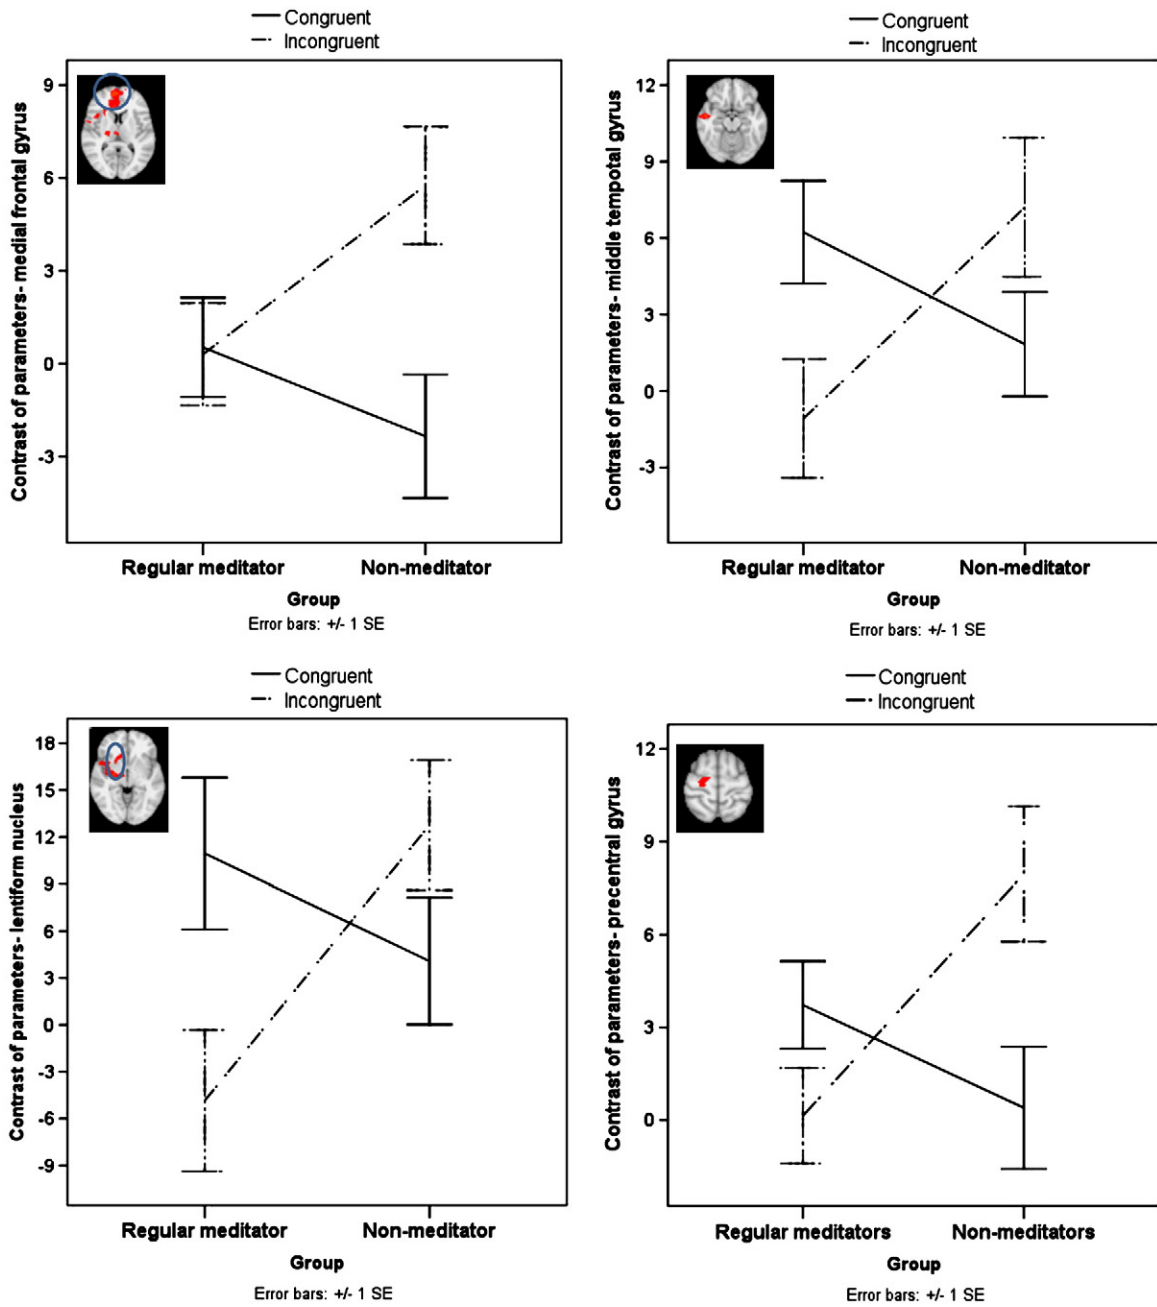 Congruent
Incongruent
Contrast of parameters- medial frontal gyrus
9
6
3
0
-3
Regular meditator Non-meditator
Group
Error bars: +/- 1 SE
Congruent
Incongruent
Contrast of parameters- middle tempotal gyrus
12
9
6
3
0
-3
Regular meditator Non-meditator
Group
Error bars: +/- 1 SE
Congruent
Incongruent
Contrast of parameters- lentiform nucleus
18
15
12
9
6
3
0
-3
-6
-9
Regular meditator Non-meditator
Group
Error bars: +/- 1 SE
Congruent
Incongruent
Contrast of parameters- precentral gyrus
12
9
6
3
0
Regular meditators Non-meditators
Group
Error bars: +/- 1 SE